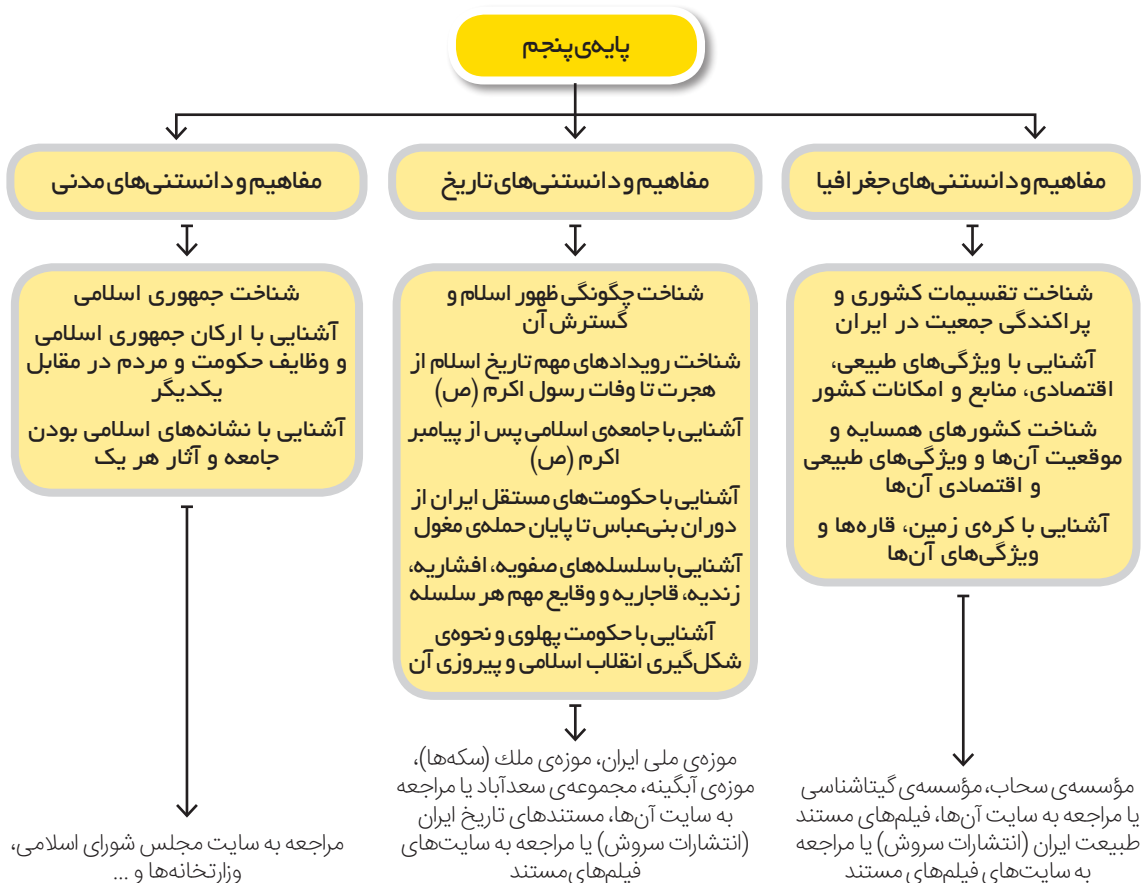 پایه‌ی پنجم
مفاهیم و دانستنی‌های جغرافیا
شناخت تقسیمات کشوری و
پراکندگی جمعیت در ایران
آشنایی با ویژگی‌های طبیعی،
اقتصادی، منابع و امکانات کشور
شناخت کشورهای همسایه و
موقعیت آن‌ها و ویژگی‌های طبیعی
و اقتصادی آن‌ها
آشنایی با کره‌ی زمین، قاره‌ها و
ویژگی‌های آن‌ها
مؤسسه‌ی سحاب، مؤسسه‌ی گیتاشناسی
یا مراجعه به سایت آن‌ها، فیلم‌های مستند
طبیعت ایران (انتشارات سروش) یا مراجعه
به سایت‌های فیلم‌های مستند
مفاهیم و دانستنی‌های تاریخ
شناخت چگونگی ظهور اسلام و
گسترش آن
شناخت رویدادهای مهم تاریخ اسلام از
هجرت تا وفات رسول اکرم (ص)
آشنایی با جامعه‌ی اسلامی پس از پیامبر
اکرم (ص)
آشنایی با حکومت‌های مستقل ایران از
دوران بنی‌عباس تا پایان حمله‌ی مغول
آشنایی با سلسله‌های صفویه، افشاریه،
زندیه، قاجاریه و وقایع مهم هر سلسله
آشنایی با حکومت پهلوی و نحوه‌ی
شکل‌گیری انقلاب اسلامی و پیروزی آن
موزه‌ی ملی ایران، موزه‌ی ملك (سکه‌ها)،
موزه‌ی آبگینه، مجموعه‌ی سعدآباد یا مراجعه
به سایت آن‌ها، مستندهای تاریخ ایران
(انتشارات سروش) یا مراجعه به سایت‌های
فیلم‌های‌مستند
مفاهیم و دانستنی‌های مدنی
شناخت جمهوری اسلامی
آشنایی با ارکان جمهوری اسلامی
و وظایف حکومت و مردم در مقابل
یکدیگر
آشنایی با نشانه‌های اسلامی بودن
جامعه و آثار هر یک
مراجعه به سایت مجلس شورای اسلامی،
وزارتخانه‌ها و ...